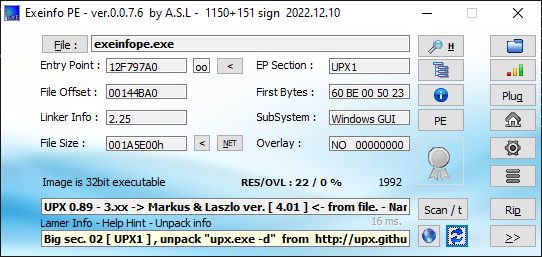 Exeinfo PE - ver.0.0.7.6 by A.S.L - 1150+151 sign 2022.12.10
File : exeinfope.exe H
Entry Point : 12F797A0 oo < EP Section : UPX1
File Offset : 00144BA0 First Bytes : 60 BE 00 50 23 Plug
Linker Info : 2.25 SubSystem : Windows GUI PE
File Size : 001A5E00h < NET Overlay : NO 00000000
Image is 32bit executable RES/OVL : 22 / 0 % 1992
UPX 0.89 - 3.xx -> Markus & Laszlo ver. [ 4.01 ] <- from file. - Nar Scan / t Rip
Lamer Info - Help Hint - Unpack info 16 ms.
Big sec. 02 [ UPX1 ] , unpack "upx.exe -d" from http://upx.githu >>